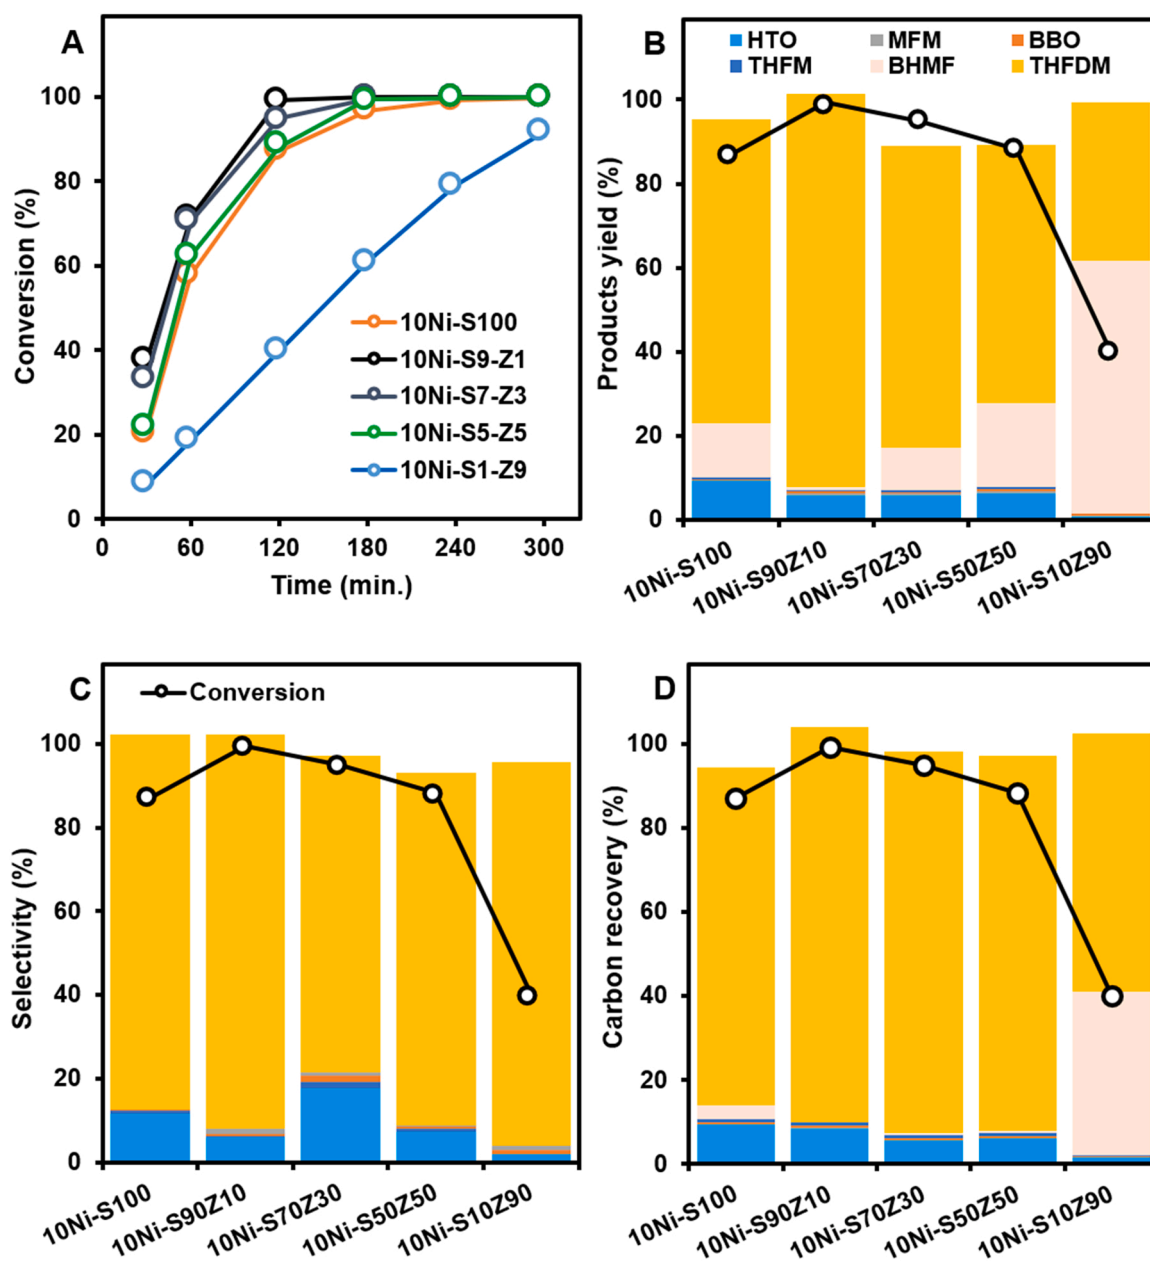 A
Conversion (%)
100
80
60
40
20
0
10Ni-S100
10Ni-S9-Z1
10Ni-S7-Z3
10Ni-S5-Z5
10Ni-S1-Z9
0 60 120 180 240 300
Time (min.)
B
HTO MFM BBO
THFM BHMF THFDM
Products yield (%)
100
80
60
40
20
0
10Ni-S100
10Ni-S90Z10
10Ni-S70Z30
10Ni-S50Z50
10Ni-S10Z90
C
Conversion
Selectivity (%)
100
80
60
40
20
0
10Ni-S100
10Ni-S90Z10
10Ni-S70Z30
10Ni-S50Z50
10Ni-S10Z90
D
Carbon recovery (%)
100
80
60
40
20
0
10Ni-S100
10Ni-S90Z10
10Ni-S70Z30
10Ni-S50Z50
10Ni-S10Z90